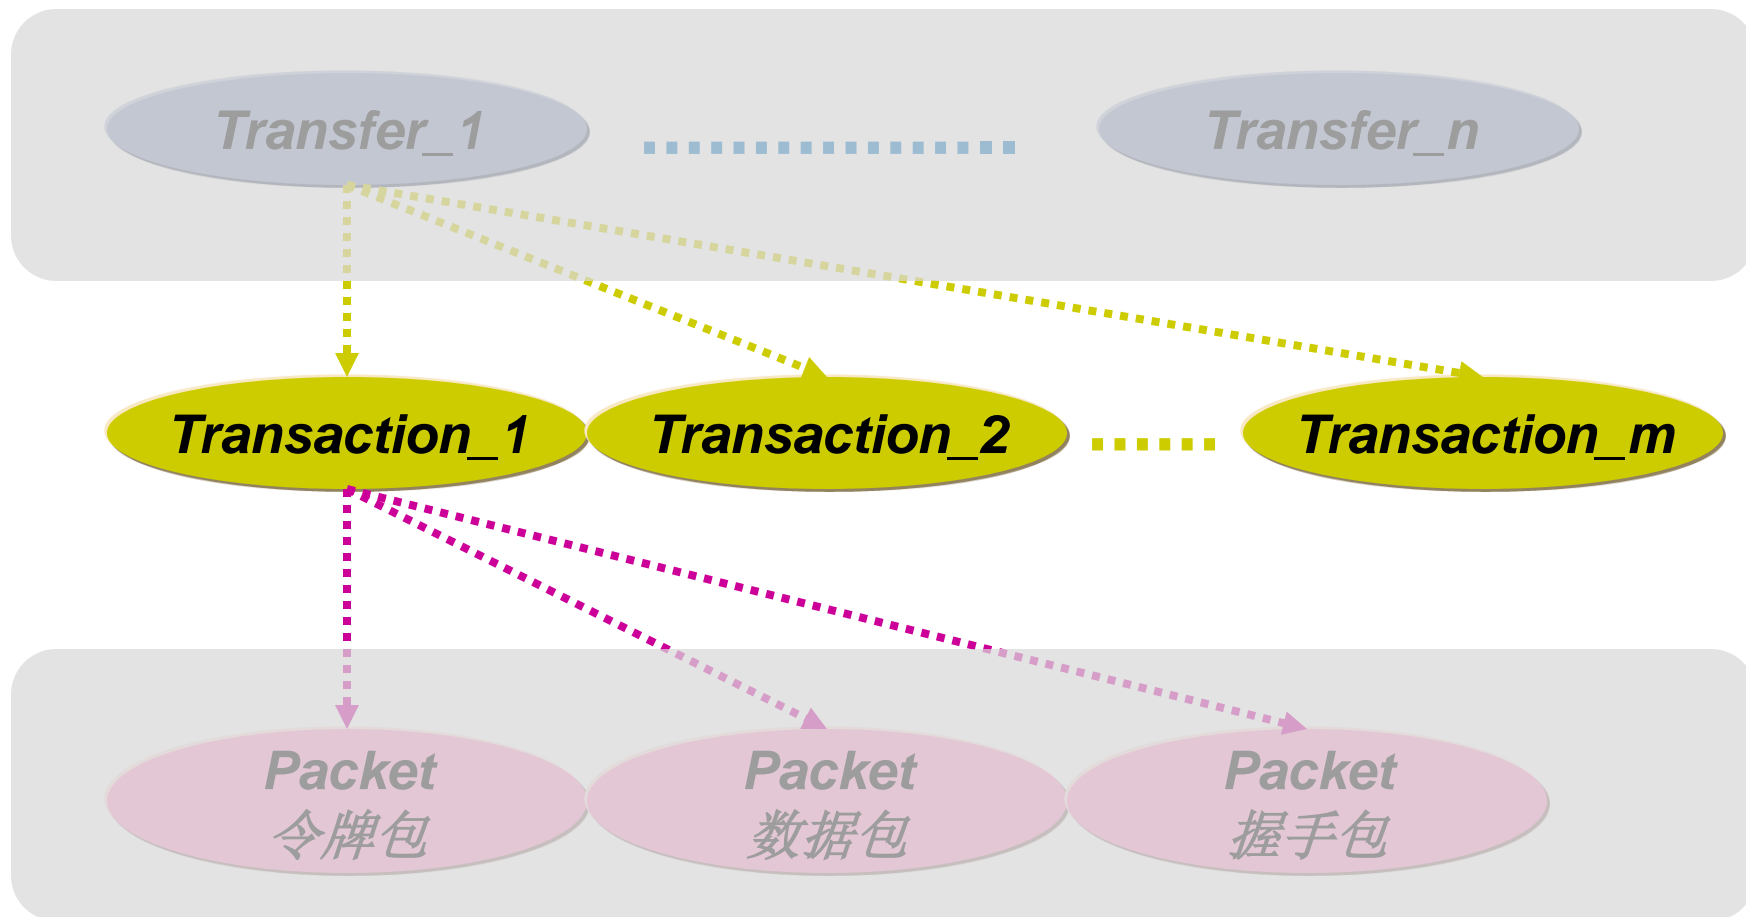 Transfer_1
Transfer_n
Transaction_1
Transaction_2
Transaction_m
Packet
令牌包
Packet
数据包
Packet
握手包